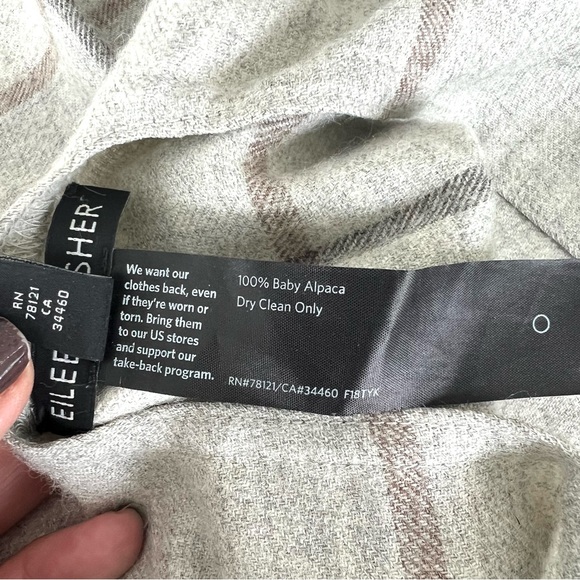 EILEE SHER
RN
78121
CA
34460
We want our
clothes back, even
if they're worn or
torn. Bring them
to our US stores
and support our
take-back program.
100% Baby Alpaca
Dry Clean Only
RN#78121/CA#34460 F18TYK